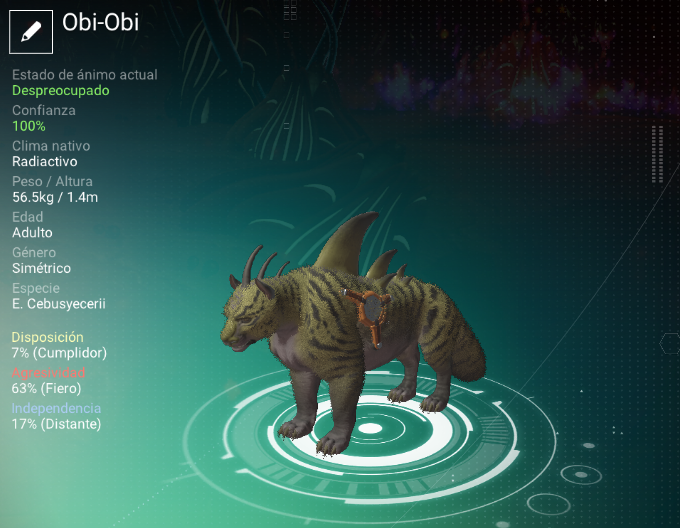 Obi-Obi
Estado de ánimo actual
Despreocupado
Confianza
100%
Clima nativo
Radiactivo
Peso / Altura
56.5kg / 1.4m
Edad
Adulto
Género
Simétrico
Especie
E. Cebusyecerii
Disposición
7% (Cumplidor)
Agresividad
63% (Fiero)
Independencia
17% (Distante)